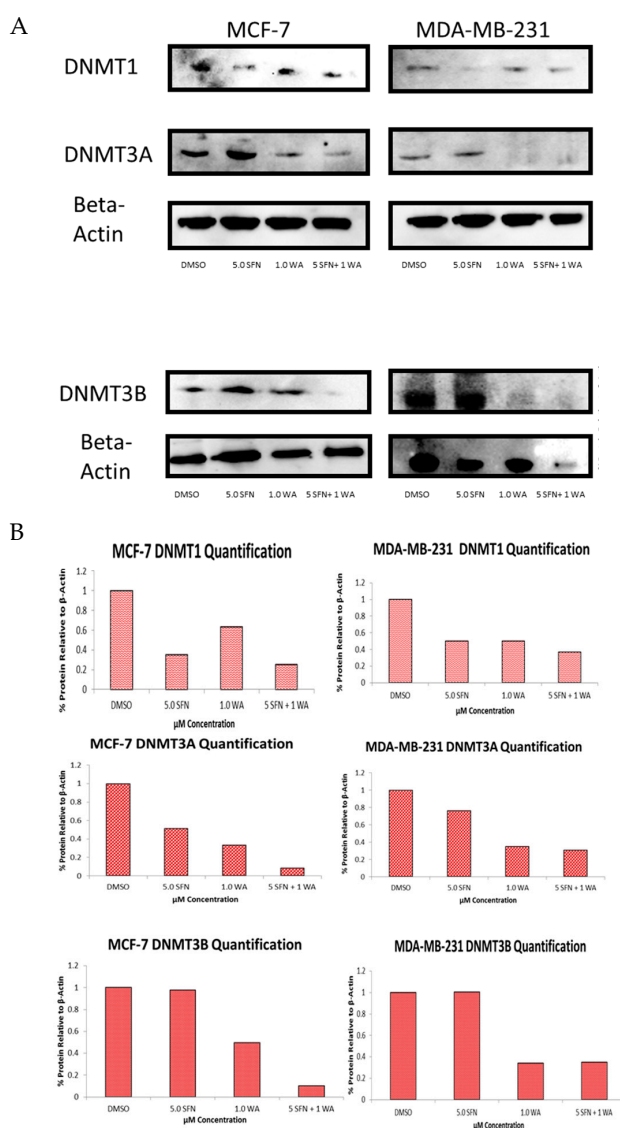 A
MCF-7 MDA-MB-231
DNMT1
DNMT3A
Beta-
Actin
DMSO 5.0 SFN 1.0 WA 5 SFN+ 1 WA DMSO 5.0 SFN 1.0 WA 5 SFN+ 1 WA
DNMT3B
Beta-
Actin
DMSO 5.0 SFN 1.0 WA 5 SFN+ 1 WA DMSO 5.0 SFN 1.0 WA 5 SFN+ 1 WA
B
MCF-7 DNMT1 Quantification
% Protein Relative to β-Actin
1.2
1
0.8
0.6
0.4
0.2
0
DMSO 5.0 SFN 1.0 WA 5 SFN + 1 WA
µM Concentration
MDA-MB-231 DNMT1 Quantification
% Protein Relative to β-Actin
1.2
1
0.8
0.6
0.4
0.2
0
DMSO 5.0 SFN 1.0 WA 5 SFN + 1 WA
µM Concentration
MCF-7 DNMT3A Quantification
% Protein Relative to β-Actin
1.2
1
0.8
0.6
0.4
0.2
0
DMSO 5.0 SFN 1.0 WA 5 SFN + 1 WA
µM Concentration
MDA-MB-231 DNMT3A Quantification
% Protein Relative to β-Actin
1.2
1
0.8
0.6
0.4
0.2
0
DMSO 5.0 SFN 1.0 WA 5 SFN + 1 WA
µM Concentration
MCF-7 DNMT3B Quantification
% Protein Relative to β-Actin
1.2
1
0.8
0.6
0.4
0.2
0
DMSO 5.0 SFN 1.0 WA 5 SFN + 1 WA
µM Concentration
MDA-MB-231 DNMT3B Quantification
% Protein Relative to β-Actin
1.2
1
0.8
0.6
0.4
0.2
0
DMSO 5.0 SFN 1.0 WA 5 SFN + 1 WA
µM Concentration